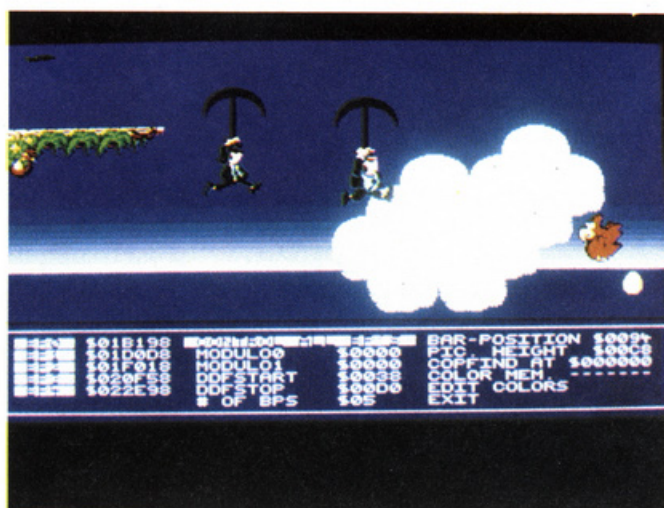 $01B198 BAR-POSITION $0094
$01D0D8 MODULO0 $0000 PIC. HEIGHT
$01F018 MODULO1 $0000 COPFIND AT $000000
$020F58 DDFSTART $0038 COLOR MEM. -------
$022E98 DDFSTOP $00D0 EDIT COLORS
# OF BPS $05 EXIT